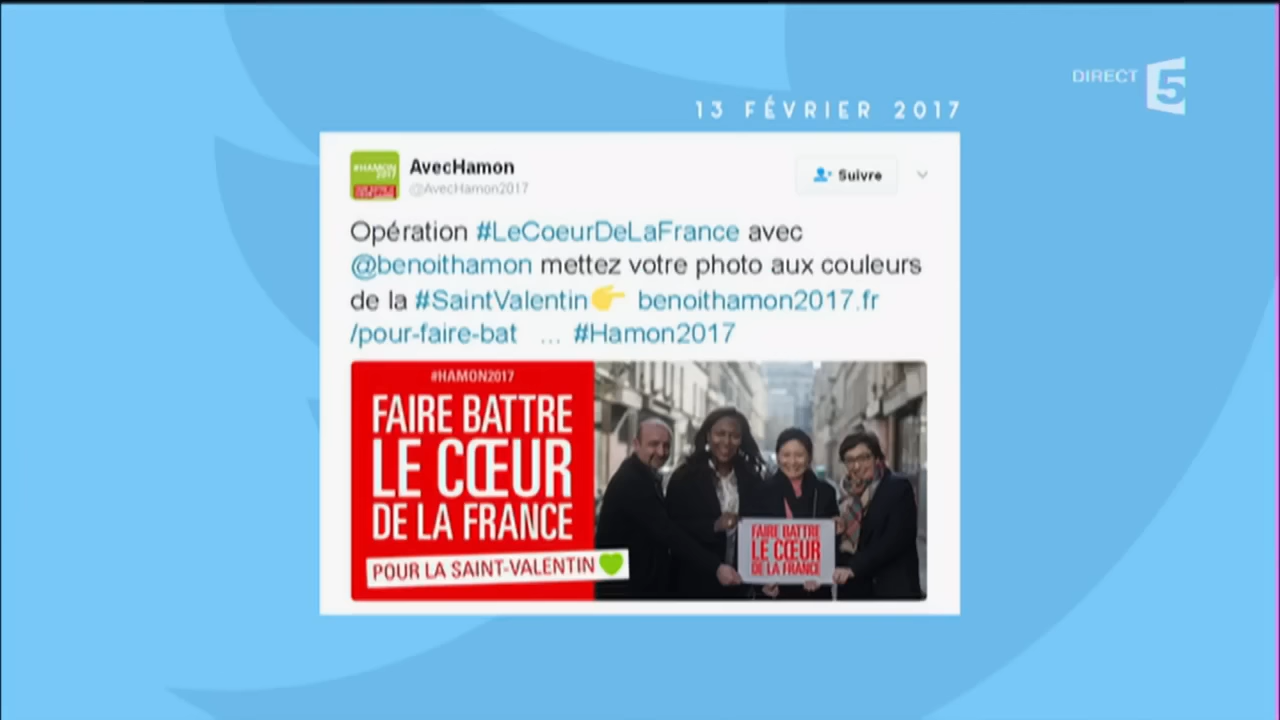 DIRECT 5
13 FÉVRIER 2017
#HAMON
2017
AvecHamon
@AvecHamon2017
Suivre
Opération #LeCoeurDeLaFrance avec
@benoithamon mettez votre photo aux couleurs
de la #SaintValentin👉 benoithamon2017.fr
/pour-faire-bat ... #Hamon2017
#HAMON2017
FAIRE BATTRE
LE CŒUR
DE LA FRANCE
POUR LA SAINT-VALENTIN💚
FAIRE BATTRE
LE CŒUR
DE LA FRANCE